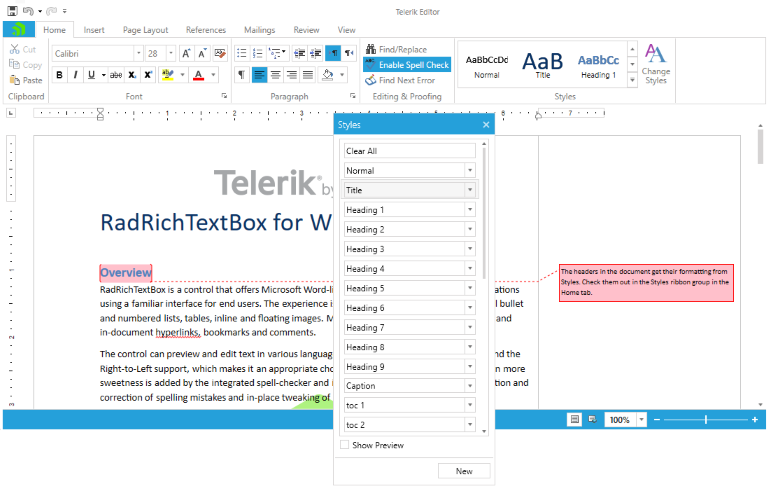 Telerik Editor
Home Insert Page Layout References Mailings Review View
Cut
Copy
Paste
Clipboard
Calibri 28
B I U abc
Font
Paragraph
Find/Replace
Enable Spell Check
Find Next Error
Editing & Proofing
AaBbCcDd
Normal
AaB
Title
AaBbCc
Heading 1
Change
Styles
Styles
1 2 3 6 7
Styles
Clear All
Normal
Title
Heading 1
Heading 2
Heading 3
Heading 4
Heading 5
Heading 6
Heading 7
Heading 8
Heading 9
Caption
toc 1
toc 2
Show Preview
New
Telerik® by
RadRichTextBox for W
Overview
RadRichTextBox is a control that offers Microsoft Word-li ations
using a familiar interface for end users. The experience i l bullet
and numbered lists, tables, inline and floating images. M and
in-document hyperlinks, bookmarks and comments.
The control can preview and edit text in various languag nd the
Right-to-Left support, which makes it an appropriate cho n more
sweetness is added by the integrated spell-checker and i tion and
correction of spelling mistakes and in-place tweaking of
The headers in the document get their formatting from
Styles. Check them out in the Styles ribbon group in the
Home tab.
100%